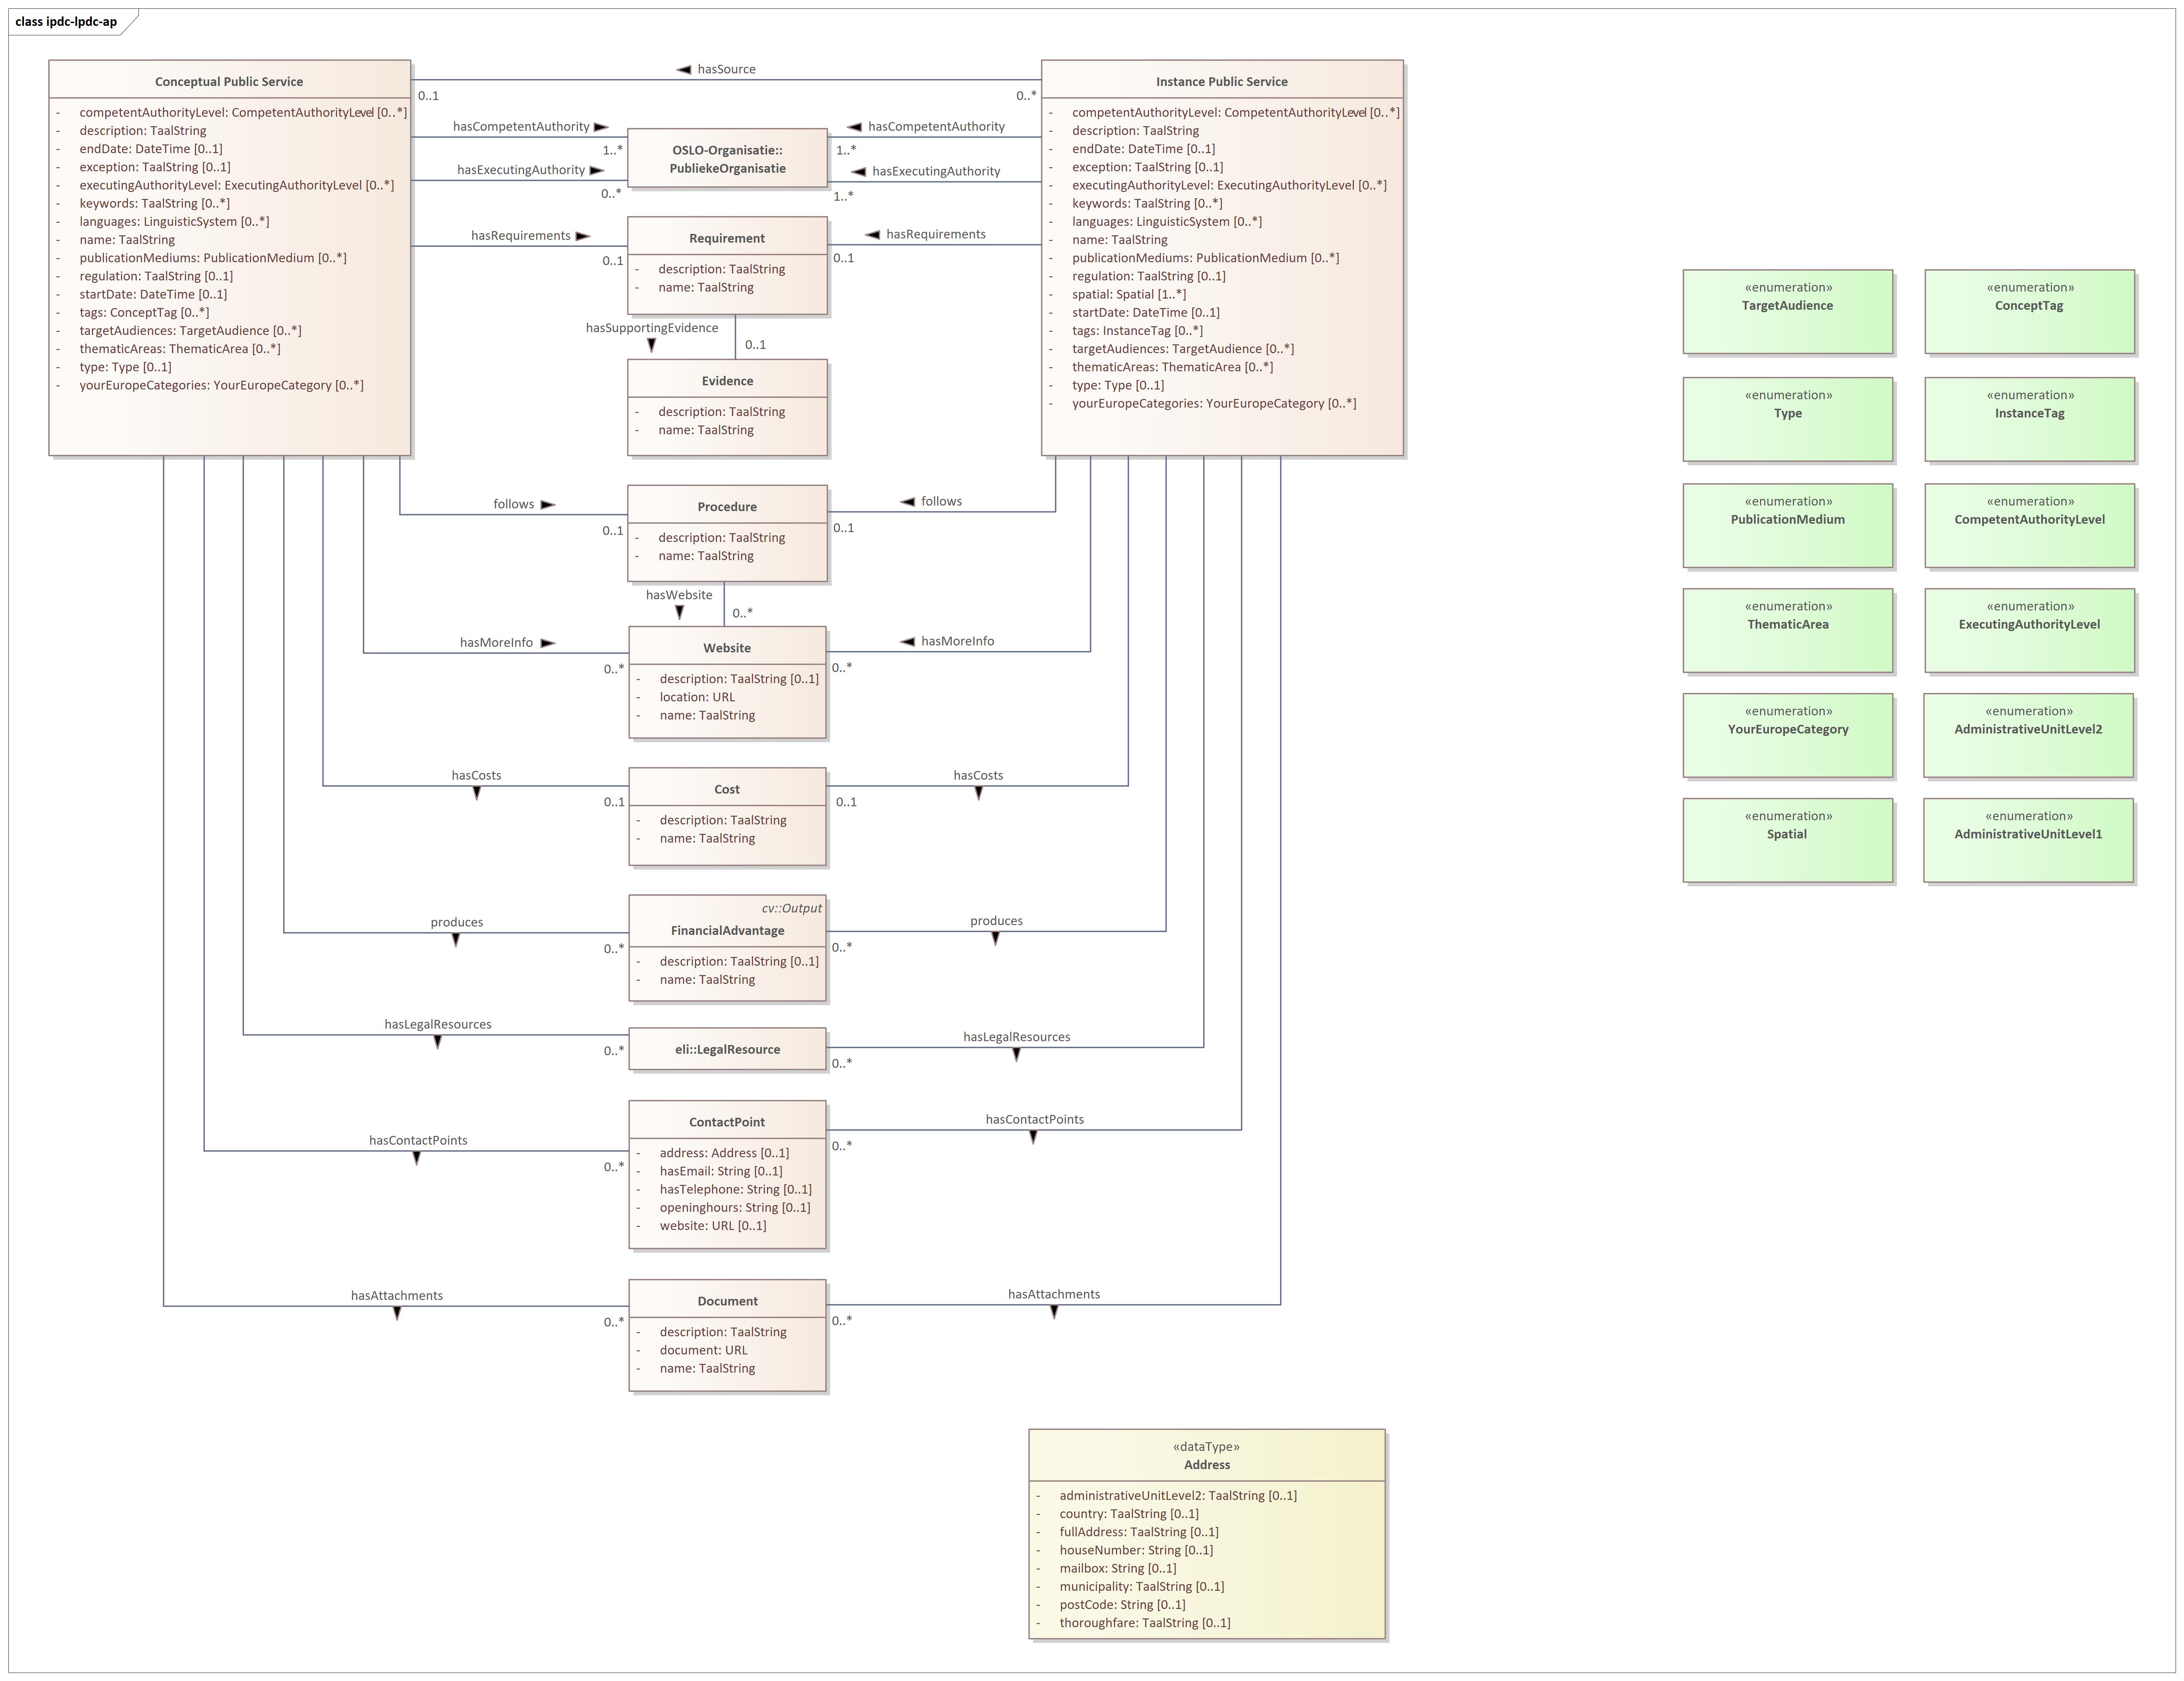 class ipdc-lpdc-ap
Conceptual Public Service
- competentAuthorityLevel: CompetentAuthorityLevel [0..*]
- description: TaalString
- endDate: DateTime [0..1]
- exception: TaalString [0..1]
- executingAuthorityLevel: ExecutingAuthorityLevel [0..*]
- keywords: TaalString [0..*]
- languages: LinguisticSystem [0..*]
- name: TaalString
- publicationMediums: PublicationMedium [0..*]
- regulation: TaalString [0..1]
- startDate: DateTime [0..1]
- tags: ConceptTag [0..*]
- targetAudiences: TargetAudience [0..*]
- thematicAreas: ThematicArea [0..*]
- type: Type [0..1]
- yourEuropeCategories: YourEuropeCategory [0..*]
hasSource
0..1
0..*
Instance Public Service
- competentAuthorityLevel: CompetentAuthorityLevel [0..*]
- description: TaalString
- endDate: DateTime [0..1]
- exception: TaalString [0..1]
- executingAuthorityLevel: ExecutingAuthorityLevel [0..*]
- keywords: TaalString [0..*]
- languages: LinguisticSystem [0..*]
- name: TaalString
- publicationMediums: PublicationMedium [0..*]
- regulation: TaalString [0..1]
- spatial: Spatial [1..*]
- startDate: DateTime [0..1]
- tags: InstanceTag [0..*]
- targetAudiences: TargetAudience [0..*]
- thematicAreas: ThematicArea [0..*]
- type: Type [0..1]
- yourEuropeCategories: YourEuropeCategory [0..*]
hasCompetentAuthority
1..*
hasExecutingAuthority
0..*
OSLO-Organisatie::
PubliekeOrganisatie
hasCompetentAuthority
1..*
hasExecutingAuthority
1..*
hasRequirements
0..1
Requirement
- description: TaalString
- name: TaalString
hasRequirements
0..1
hasSupportingEvidence
0..1
Evidence
- description: TaalString
- name: TaalString
follows
0..1
Procedure
- description: TaalString
- name: TaalString
follows
0..1
hasWebsite
0..*
hasMoreInfo
0..*
Website
- description: TaalString [0..1]
- location: URL
- name: TaalString
hasMoreInfo
0..*
hasCosts
0..1
Cost
- description: TaalString
- name: TaalString
hasCosts
0..1
produces
0..*
cv::Output
FinancialAdvantage
- description: TaalString [0..1]
- name: TaalString
produces
0..*
hasLegalResources
0..*
eli::LegalResource
hasLegalResources
0..*
hasContactPoints
0..*
ContactPoint
- address: Address [0..1]
- hasEmail: String [0..1]
- hasTelephone: String [0..1]
- openinghours: String [0..1]
- website: URL [0..1]
hasContactPoints
0..*
hasAttachments
0..*
Document
- description: TaalString
- document: URL
- name: TaalString
hasAttachments
0..*
«enumeration»
TargetAudience
«enumeration»
ConceptTag
«enumeration»
Type
«enumeration»
InstanceTag
«enumeration»
PublicationMedium
«enumeration»
CompetentAuthorityLevel
«enumeration»
ThematicArea
«enumeration»
ExecutingAuthorityLevel
«enumeration»
YourEuropeCategory
«enumeration»
AdministrativeUnitLevel2
«enumeration»
Spatial
«enumeration»
AdministrativeUnitLevel1
«dataType»
Address
- administrativeUnitLevel2: TaalString [0..1]
- country: TaalString [0..1]
- fullAddress: TaalString [0..1]
- houseNumber: String [0..1]
- mailbox: String [0..1]
- municipality: TaalString [0..1]
- postCode: String [0..1]
- thoroughfare: TaalString [0..1]